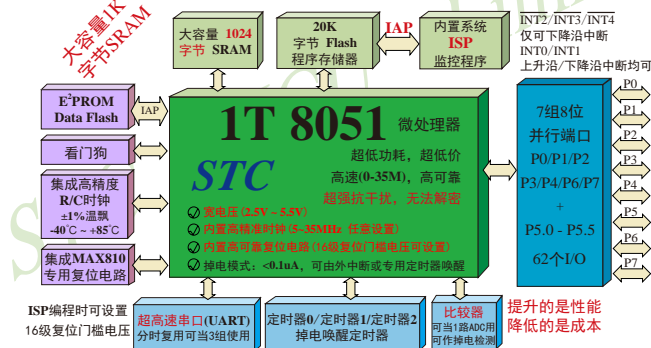 大容量1K
字节SRAM
大容量 1024
字节 SRAM
20K
字节 Flash
程序存储器
IAP
内置系统
ISP
监控程序
INT2/INT3/INT4
仅可下降沿中断
INT0/INT1
上升沿/下降沿中断均可
E²PROM
Data Flash
IAP
看门狗
集成高精度
R/C时钟
±1%温飘
-40℃ ~ +85℃
集成MAX810
专用复位电路
1T 8051 微处理器
STC
超低功耗，超低价
高速(0-35M)，高可靠
超强抗干扰，无法解密
宽电压(2.5V ~ 5.5V)
内置高精准时钟(5~35MHz 任意设置)
内置高可靠复位电路(16级复位门槛电压可设置)
掉电模式：<0.1uA，可由外中断或专用定时器唤醒
7组8位
并行端口
P0/P1/P2
P3/P4/P6/P7
+
P5.0 - P5.5
62个I/O
P0
P1
P2
P3
P4
P5
P6
P7
ISP编程时可设置
16级复位门槛电压
超高速串口(UART)
分时复用可当3组使用
定时器0/定时器1/定时器2
掉电唤醒定时器
比较器
可当1路ADC用
可作掉电检测
提升的是性能
降低的是成本